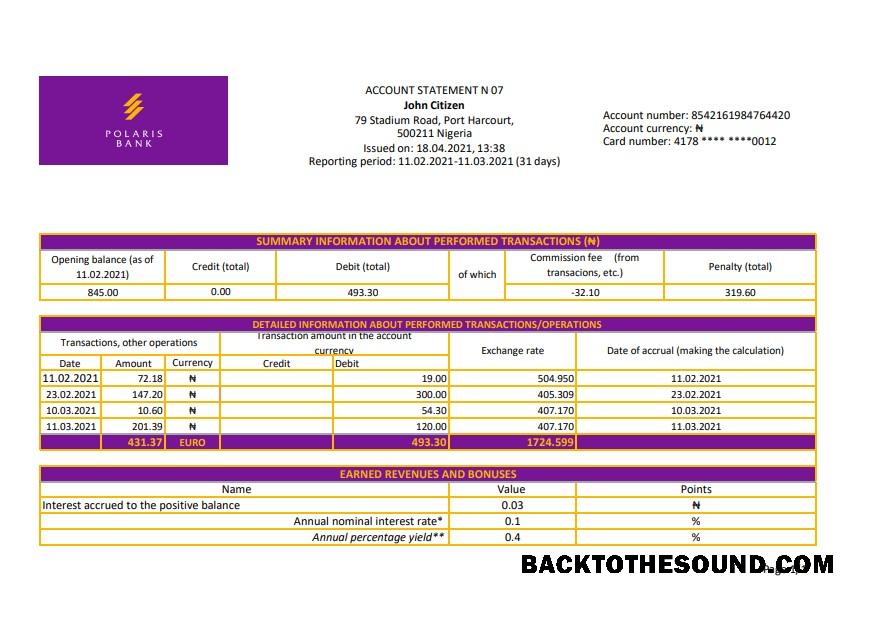 POLARIS
BANK
ACCOUNT STATEMENT N 07
John Citizen
79 Stadium Road, Port Harcourt,
500211 Nigeria
Issued on: 18.04.2021, 13:38
Reporting period: 11.02.2021-11.03.2021 (31 days)
Account number: 8542161984764420
Account currency: ₦
Card number: 4178 **** ****0012
SUMMARY INFORMATION ABOUT PERFORMED TRANSACTIONS (₦)
Opening balance (as of 11.02.2021) Credit (total) Debit (total) of which Commission fee (from transacions, etc.) Penalty (total)
845.00 0.00 493.30 -32.10 319.60
DETAILED INFORMATION ABOUT PERFORMED TRANSACTIONS/OPERATIONS
Transactions, other operations Transaction amount in the account currency Exchange rate Date of accrual (making the calculation)
Date Amount Currency Credit Debit
11.02.2021 72.18 ₦ 19.00 504.950 11.02.2021
23.02.2021 147.20 ₦ 300.00 405.309 23.02.2021
10.03.2021 10.60 ₦ 54.30 407.170 10.03.2021
11.03.2021 201.39 ₦ 120.00 407.170 11.03.2021
431.37 EURO 493.30 1724.599
EARNED REVENUES AND BONUSES
Name Value Points
Interest accrued to the positive balance 0.03 ₦
Annual nominal interest rate* 0.1 %
Annual percentage yield** 0.4 %
BACKTOTHESOUND.COM